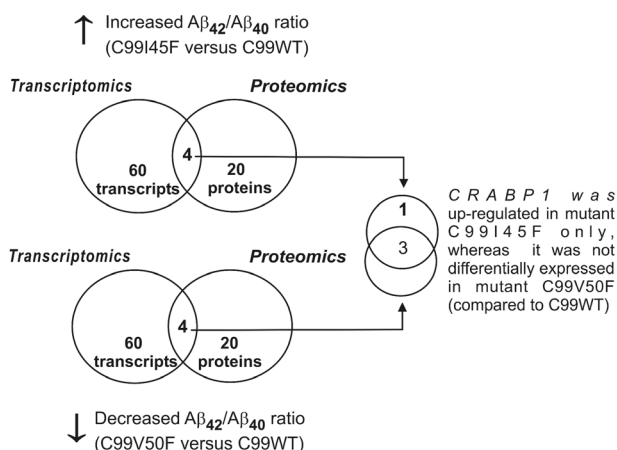 ↑ Increased Aβ42/Aβ40 ratio
(C99I45F versus C99WT)
Transcriptomics
Proteomics
4
60
transcripts
20
proteins
1
3
CRABP1 was
up-regulated in mutant
C99I45F only,
whereas it was not
differentially expressed
in mutant C99V50F
(compared to C99WT)
Transcriptomics
Proteomics
4
60
transcripts
20
proteins
↓ Decreased Aβ42/Aβ40 ratio
(C99V50F versus C99WT)